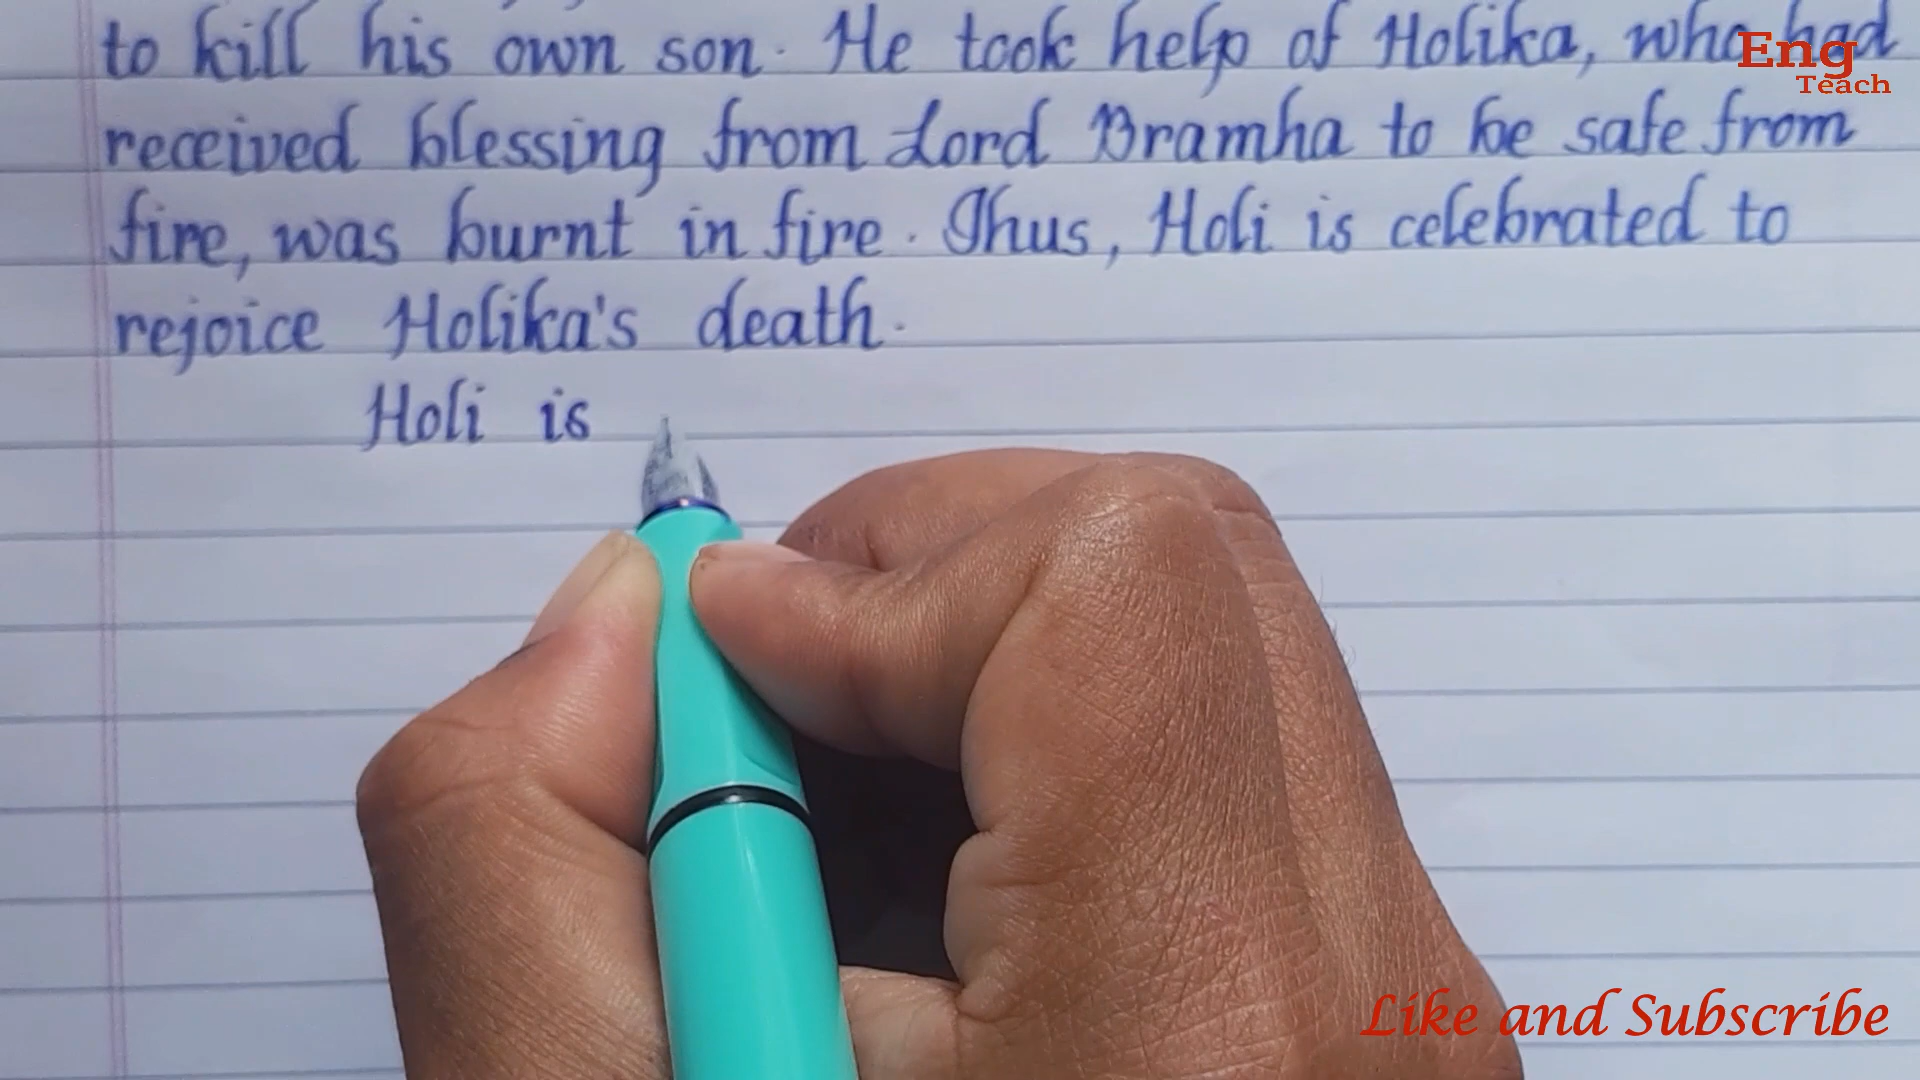 to kill his own son. He took help of Holika, who had
Eng
Teach
received blessing from Lord Bramha to be safe from
fire, was burnt in fire. Thus, Holi is celebrated to
rejoice Holika's death.
Holi is
Like and Subscribe